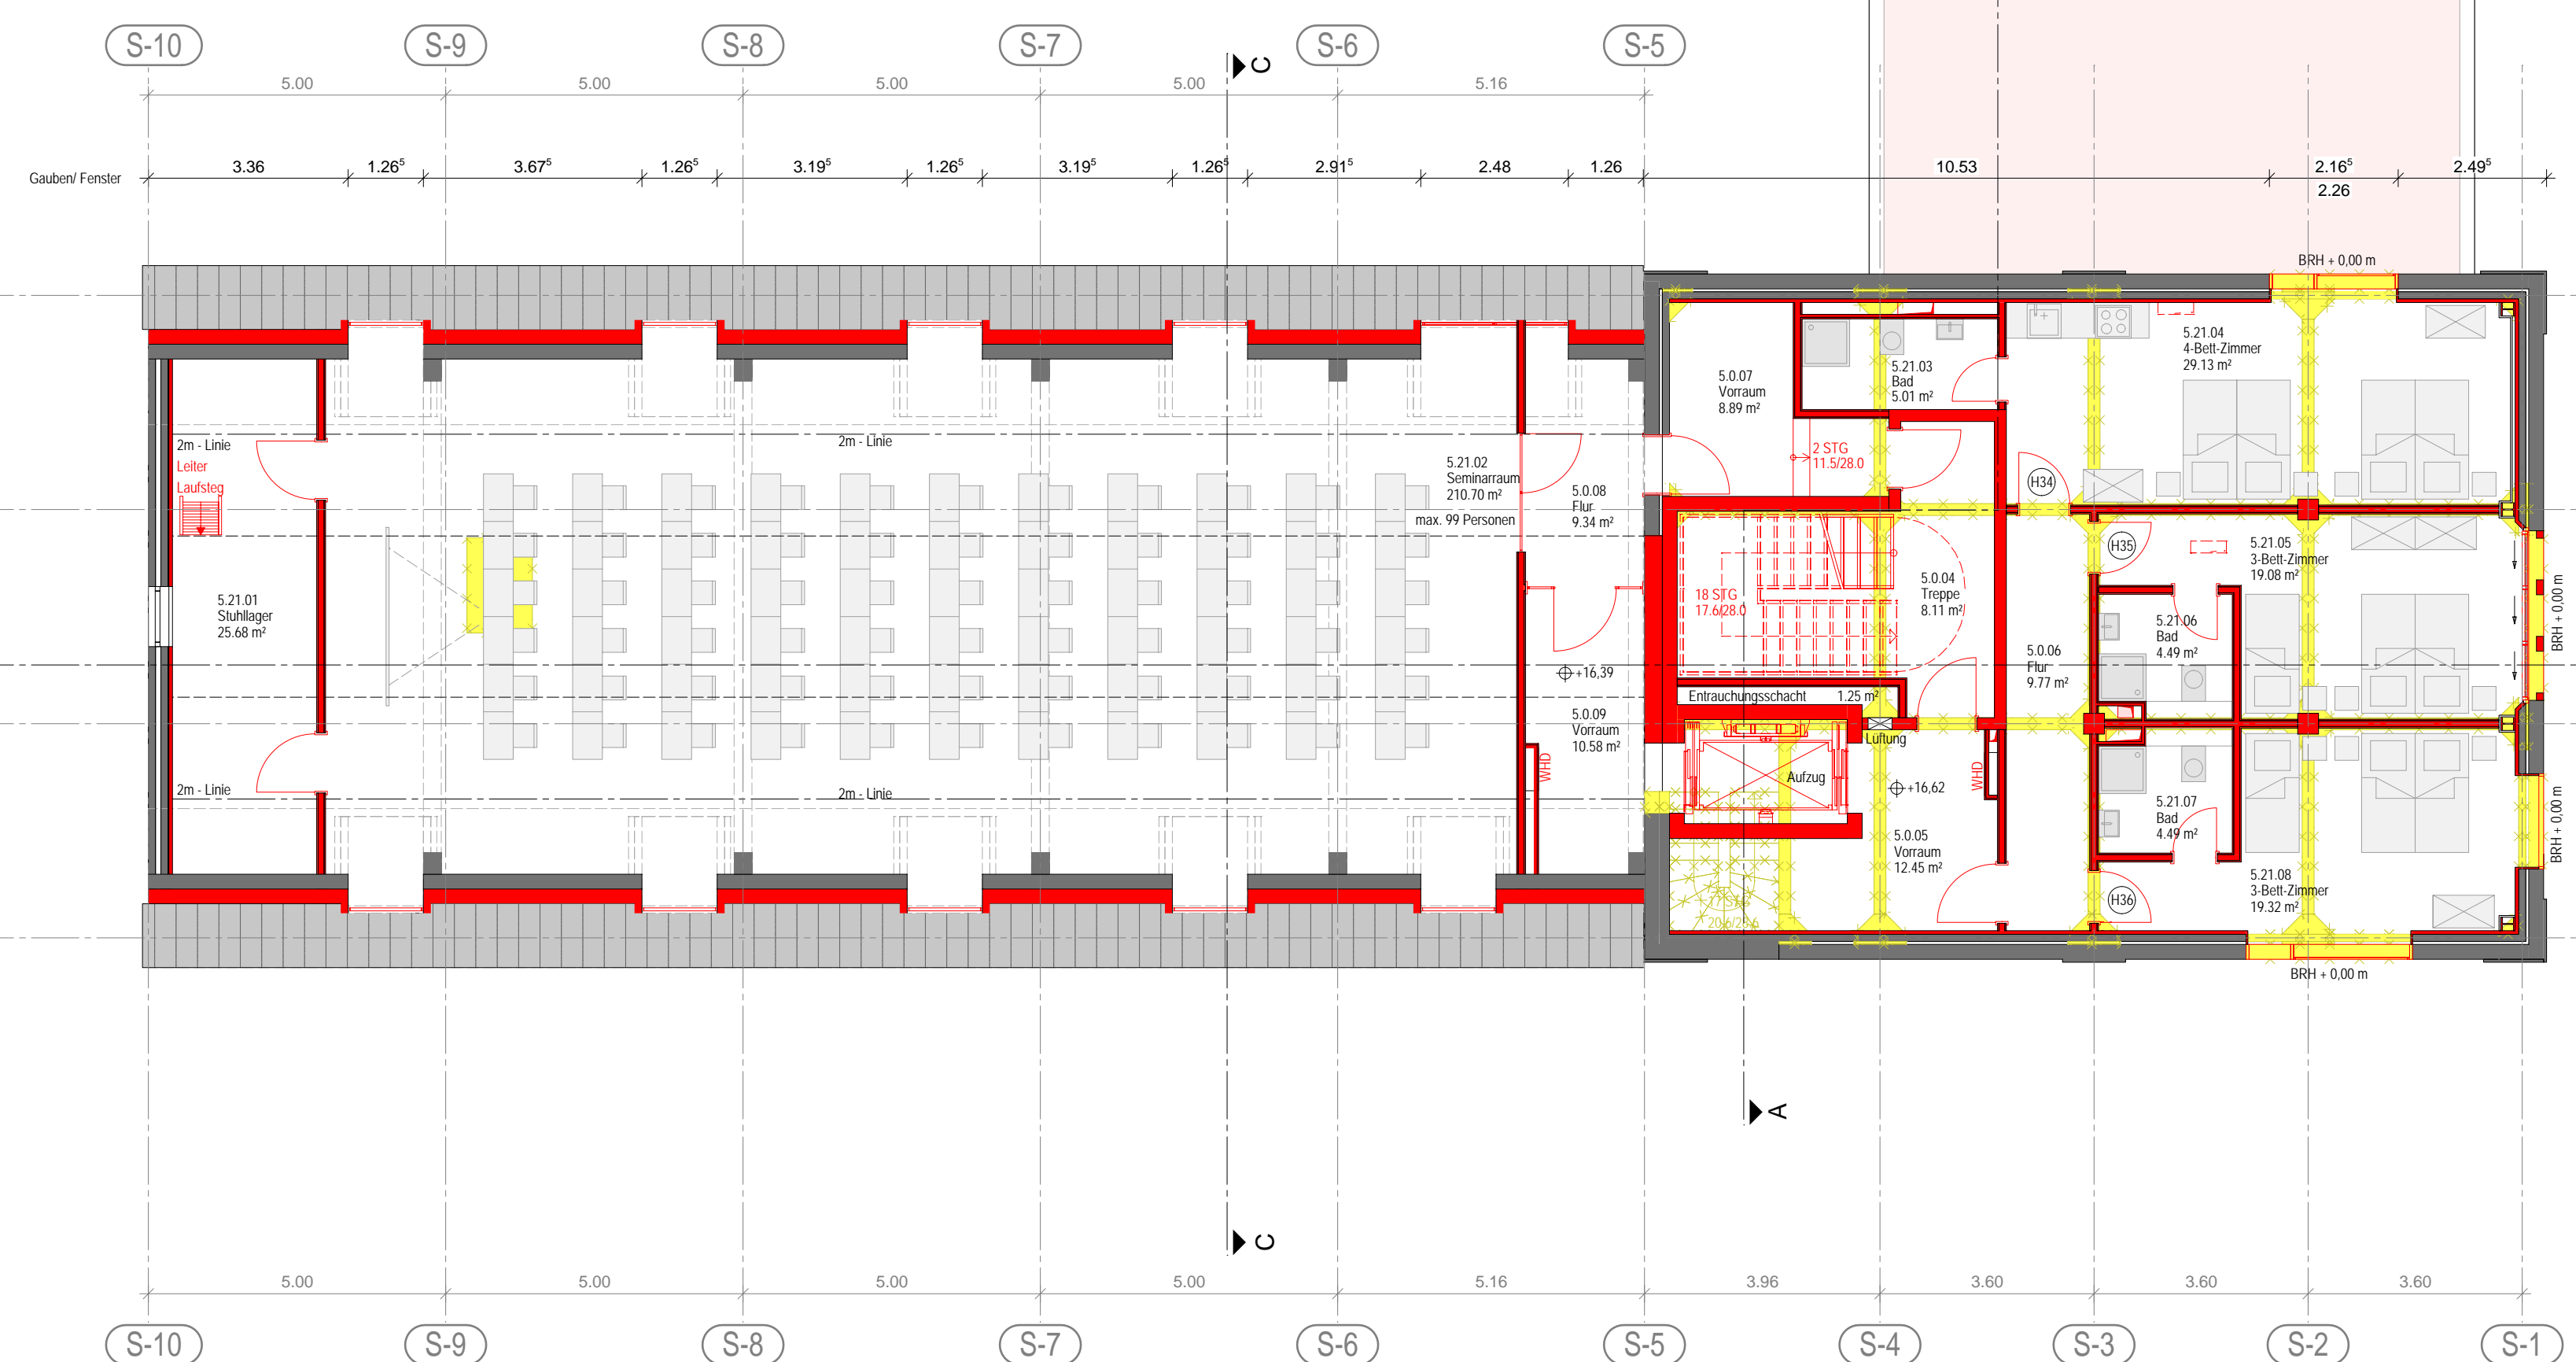 S-10 S-9 S-8 S-7 S-6 S-5
5.00 5.00 5.00 5.00 5.16
C
Gauben/ Fenster
3.36 1.26⁵ 3.67⁵ 1.26⁵ 3.19⁵ 1.26⁵ 3.19⁵ 1.26⁵ 2.91⁵ 2.48 1.26 10.53 2.16⁵ 2.49⁵
2.26
BRH + 0,00 m
2m - Linie
Leiter
Laufsteg
5.21.01
Stuhllager
25.68 m²
2m - Linie
2m - Linie
2m - Linie
5.21.02
Seminarraum
210.70 m²
max. 99 Personen
5.0.08
Flur
9.34 m²
+16,39
5.0.09
Vorraum
10.58 m²
WHD
5.0.07
Vorraum
8.89 m²
5.21.03
Bad
5.01 m²
2 STG
11.5/28.0
18 STG
17.6/28.0
5.0.04
Treppe
8.11 m²
Entrauchungsschacht 1.25 m²
Lüftung
Aufzug
+16,62
WHD
5.0.05
Vorraum
12.45 m²
5.0.06
Flur
9.77 m²
5.21.04
4-Bett-Zimmer
29.13 m²
H34
H35
5.21.05
3-Bett-Zimmer
19.08 m²
5.21.06
Bad
4.49 m²
5.21.07
Bad
4.49 m²
H36
5.21.08
3-Bett-Zimmer
19.32 m²
BRH + 0,00 m
BRH + 0,00 m
BRH + 0,00 m
A
C
5.00 5.00 5.00 5.00 5.16 3.96 3.60 3.60 3.60
S-10 S-9 S-8 S-7 S-6 S-5 S-4 S-3 S-2 S-1